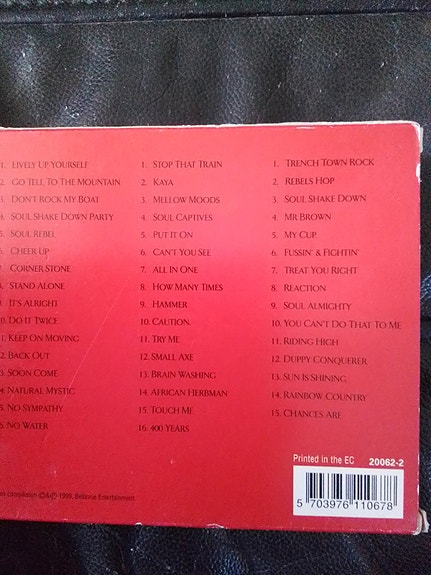 1. LIVELY UP YOURSELF
2. GO TELL TO THE MOUNTAIN
3. DON'T ROCK MY BOAT
4. SOUL SHAKE DOWN PARTY
5. SOUL REBEL
6. CHEER UP
7. CORNER STONE
8. STAND ALONE
9. IT'S ALRIGHT
10. DO IT TWICE
11. KEEP ON MOVING
12. BACK OUT
13. SOON COME
14. NATURAL MYSTIC
15. NO SYMPATHY
16. NO WATER
1. STOP THAT TRAIN
2. KAYA
3. MELLOW MOODS
4. SOUL CAPTIVES
5. PUT IT ON
6. CAN'T YOU SEE
7. ALL IN ONE
8. HOW MANY TIMES
9. HAMMER
10. CAUTION.
11. TRY ME
12. SMALL AXE
13. BRAIN WASHING
14. AFRICAN HERBMAN
15. TOUCH ME
16. 400 YEARS
1. TRENCH TOWN ROCK
2. REBELS HOP
3. SOUL SHAKE DOWN
4. MR BROWN
5. MY CUP.
6. FUSSIN' & FIGHTIN'
7. TREAT YOU RIGHT
8. REACTION
9. SOUL ALMIGHTY
10. YOU CAN'T DO THAT TO ME
11. RIDING HIGH
12. DUPPY CONQUERER
13. SUN IS SHINING
14. RAINBOW COUNTRY
15. CHANCES ARE
Printed in the EC 20062-2
5 703976 110678
compilation ℗&© 1999, Entertainment.